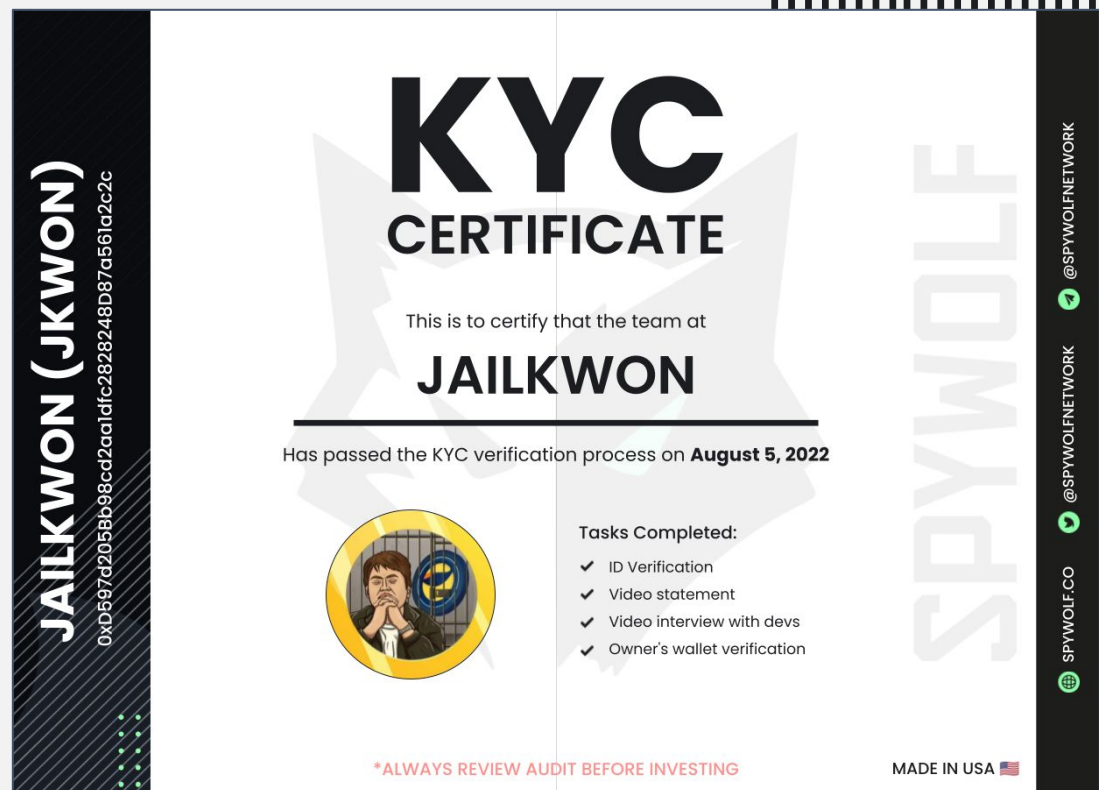 JAILKWON (JKWON)
0xD597d205Bb98cd2aa1dfc2828248D87a561a2c2c
KYC
CERTIFICATE
This is to certify that the team at
JAILKWON
Has passed the KYC verification process on August 5, 2022
Tasks Completed:
ID Verification
Video statement
Video interview with devs
Owner's wallet verification
*ALWAYS REVIEW AUDIT BEFORE INVESTING
MADE IN USA 🇺🇸
SPYWOLF
SPYWOLF.CO
@SPYWOLFNETWORK
@SPYWOLFNETWORK